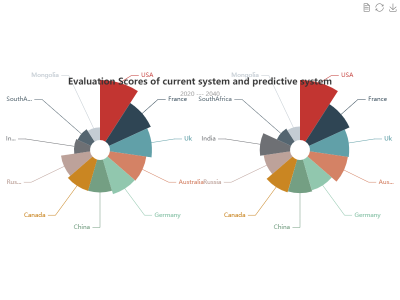 Evaluation Scores of current system and predictive system
2020 --- 2040
Mongolia
USA
SouthA...
France
In...
Uk
Rus...
Australia
Canada
Germany
China
Mongolia
USA
SouthAfrica
France
India
Uk
Russia
Aus...
Canada
Germany
China